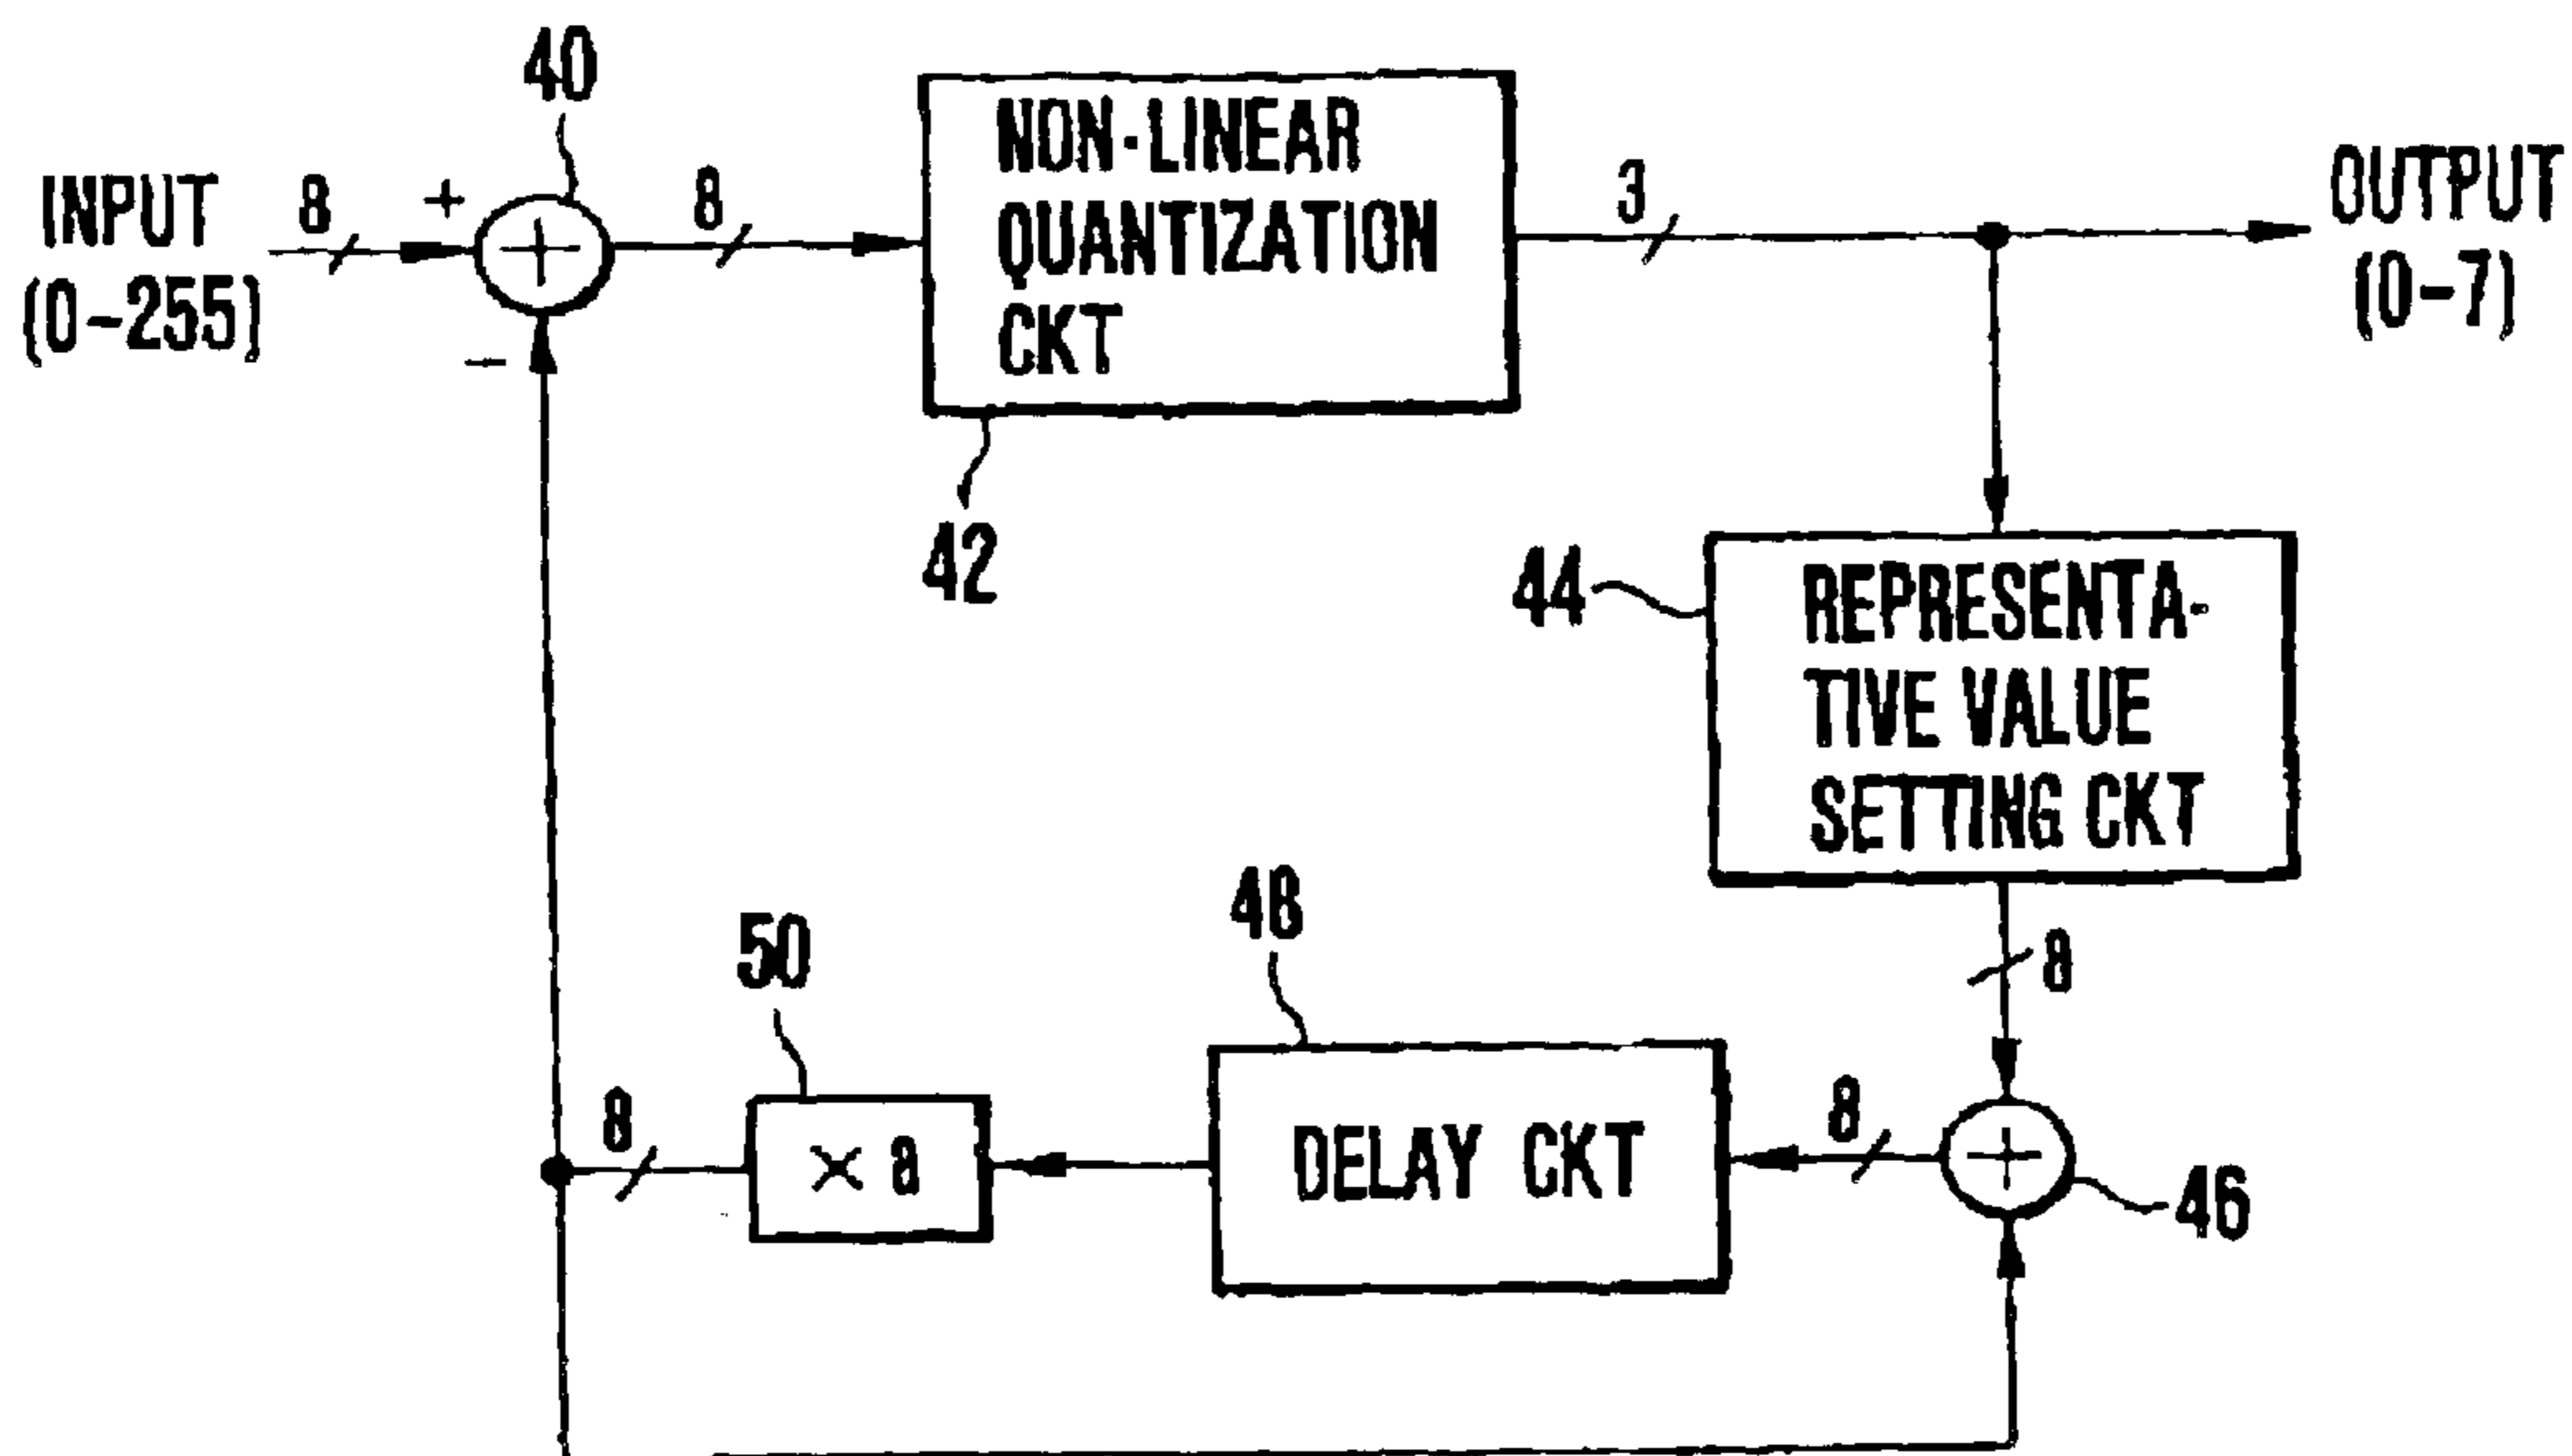 40
INPUT
(0-255)
8
+
+
−
8
NON-LINEAR
QUANTIZATION
CKT
42
3
OUTPUT
(0-7)
44
REPRESENTA-
TIVE VALUE
SETTING CKT
8
50
8
× a
48
DELAY CKT
8
+
46